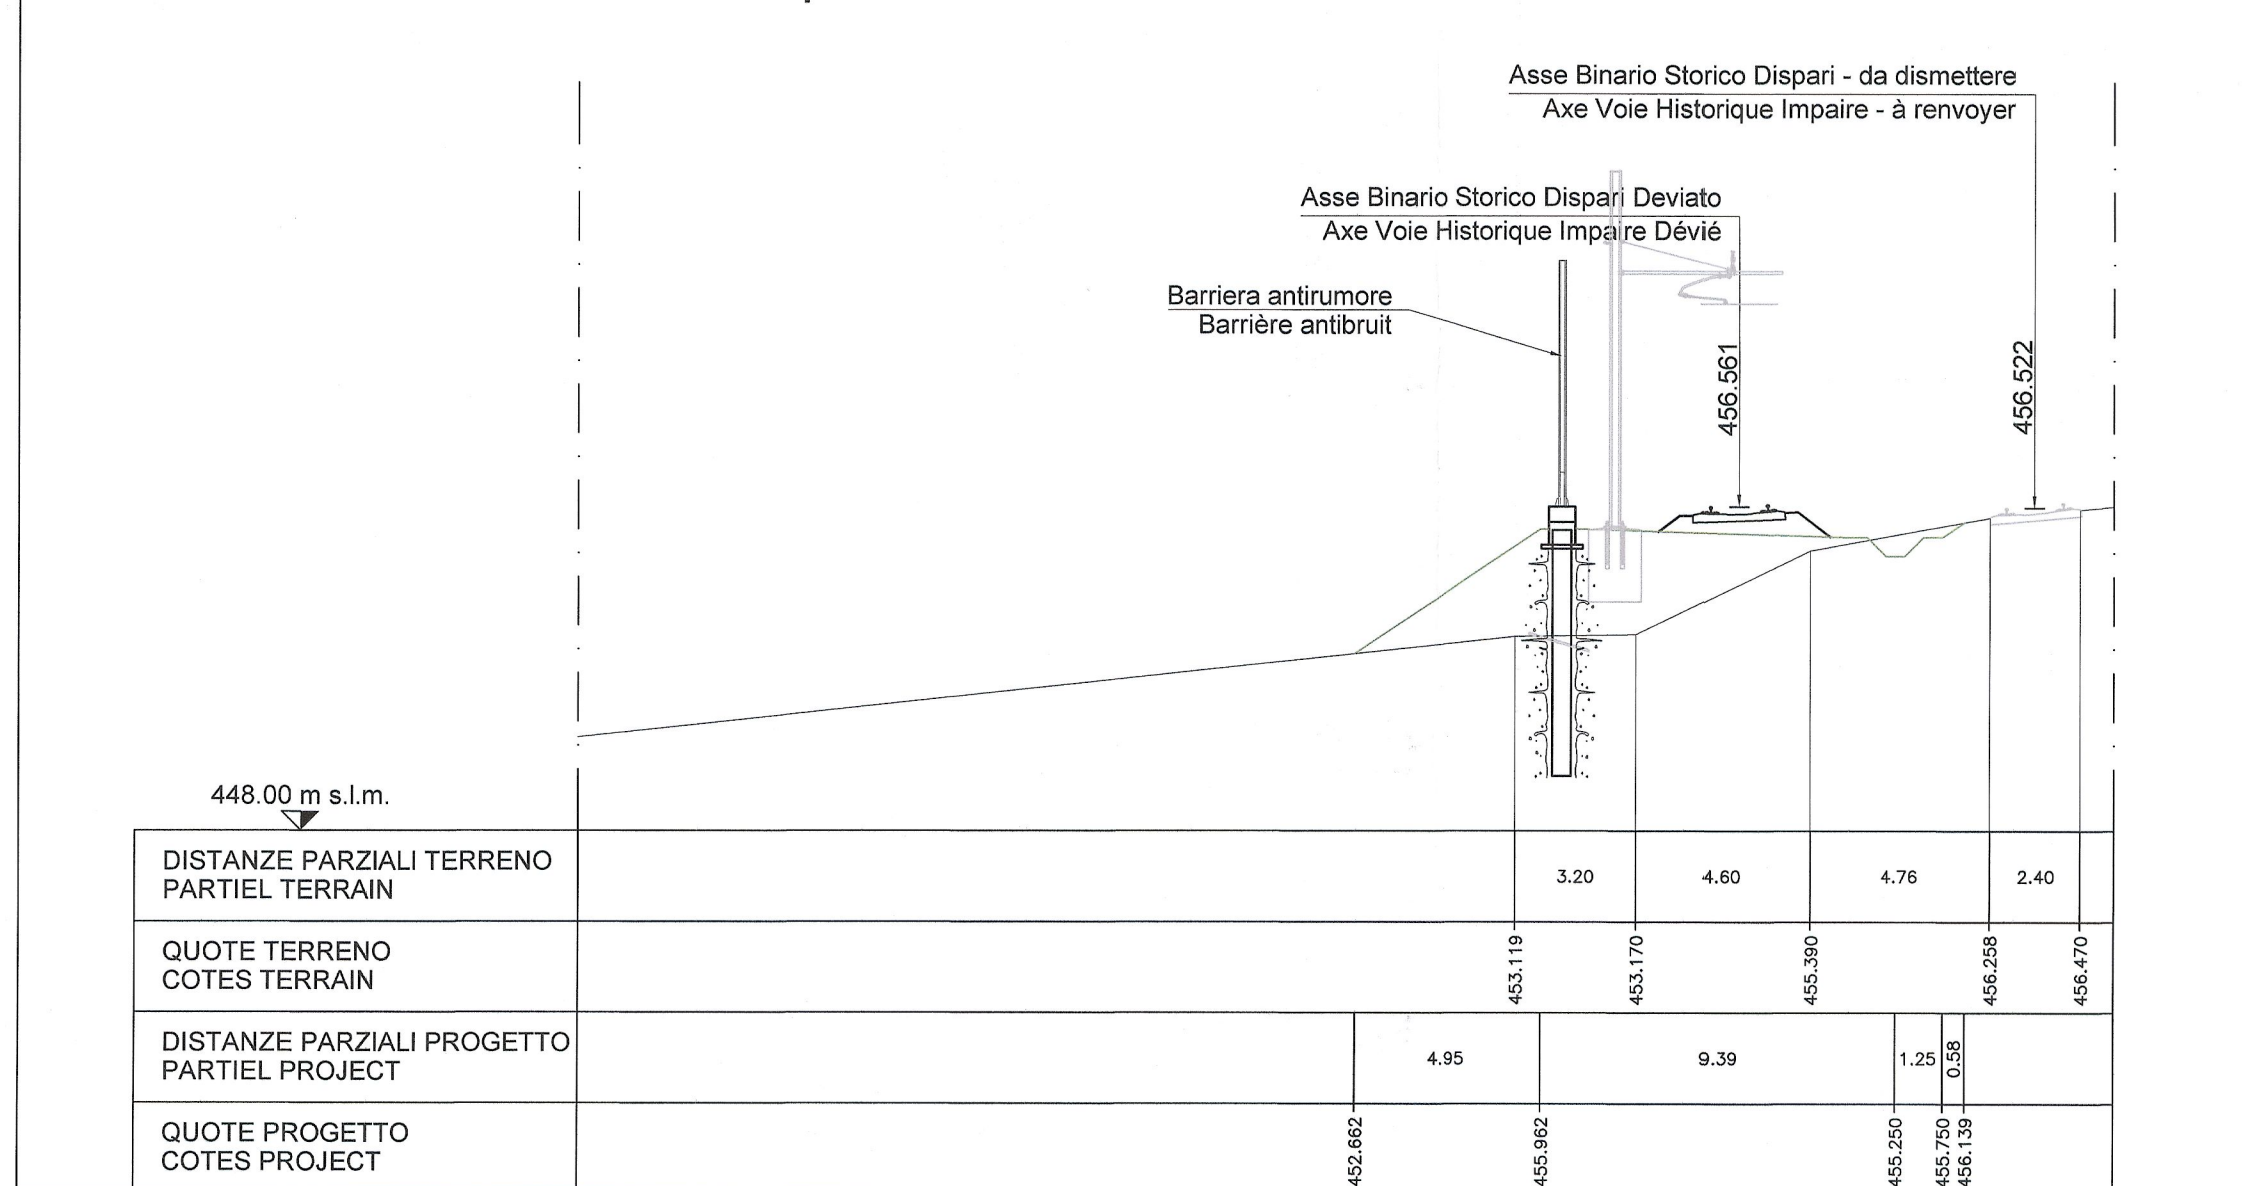 Asse Binario Storico Dispari - da dismettere
Axe Voie Historique Impaire - à renvoyer
Asse Binario Storico Dispari Deviato
Axe Voie Historique Impaire Dévié
Barriera antirumore
Barrière antibruit
456.561
456.522
448.00 m s.l.m.
DISTANZE PARZIALI TERRENO
PARTIEL TERRAIN
3.20 4.60 4.76 2.40
QUOTE TERRENO
COTES TERRAIN
453.119 453.170 455.390 456.258 456.470
DISTANZE PARZIALI PROGETTO
PARTIEL PROJECT
4.95 9.39 1.25 0.58
QUOTE PROGETTO
COTES PROJECT
452.662 455.962 455.250 455.750 456.139